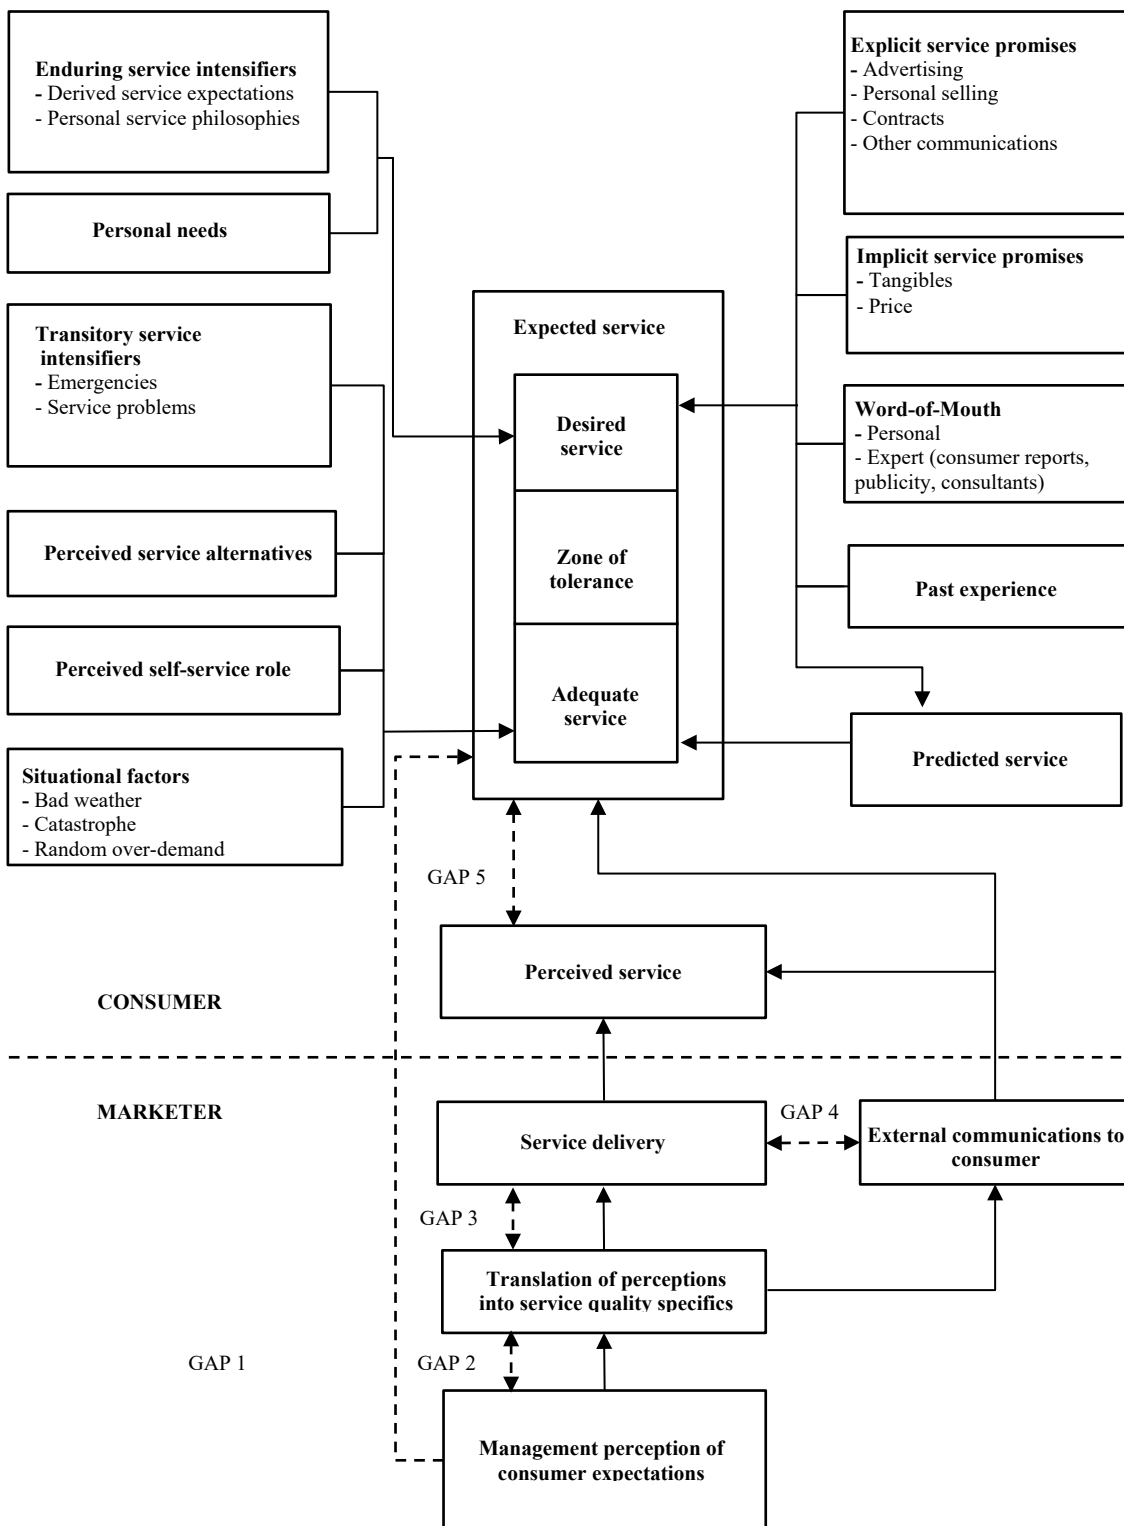 Enduring service intensifiers
- Derived service expectations
- Personal service philosophies
Personal needs
Transitory service
intensifiers
- Emergencies
- Service problems
Perceived service alternatives
Perceived self-service role
Situational factors
- Bad weather
- Catastrophe
- Random over-demand
Expected service
Desired
service
Zone of
tolerance
Adequate
service
Explicit service promises
- Advertising
- Personal selling
- Contracts
- Other communications
Implicit service promises
- Tangibles
- Price
Word-of-Mouth
- Personal
- Expert (consumer reports,
publicity, consultants)
Past experience
Predicted service
GAP 5
Perceived service
CONSUMER
MARKETER
Service delivery
GAP 4
External communications to
consumer
GAP 3
Translation of perceptions
into service quality specifics
GAP 1
GAP 2
Management perception of
consumer expectations